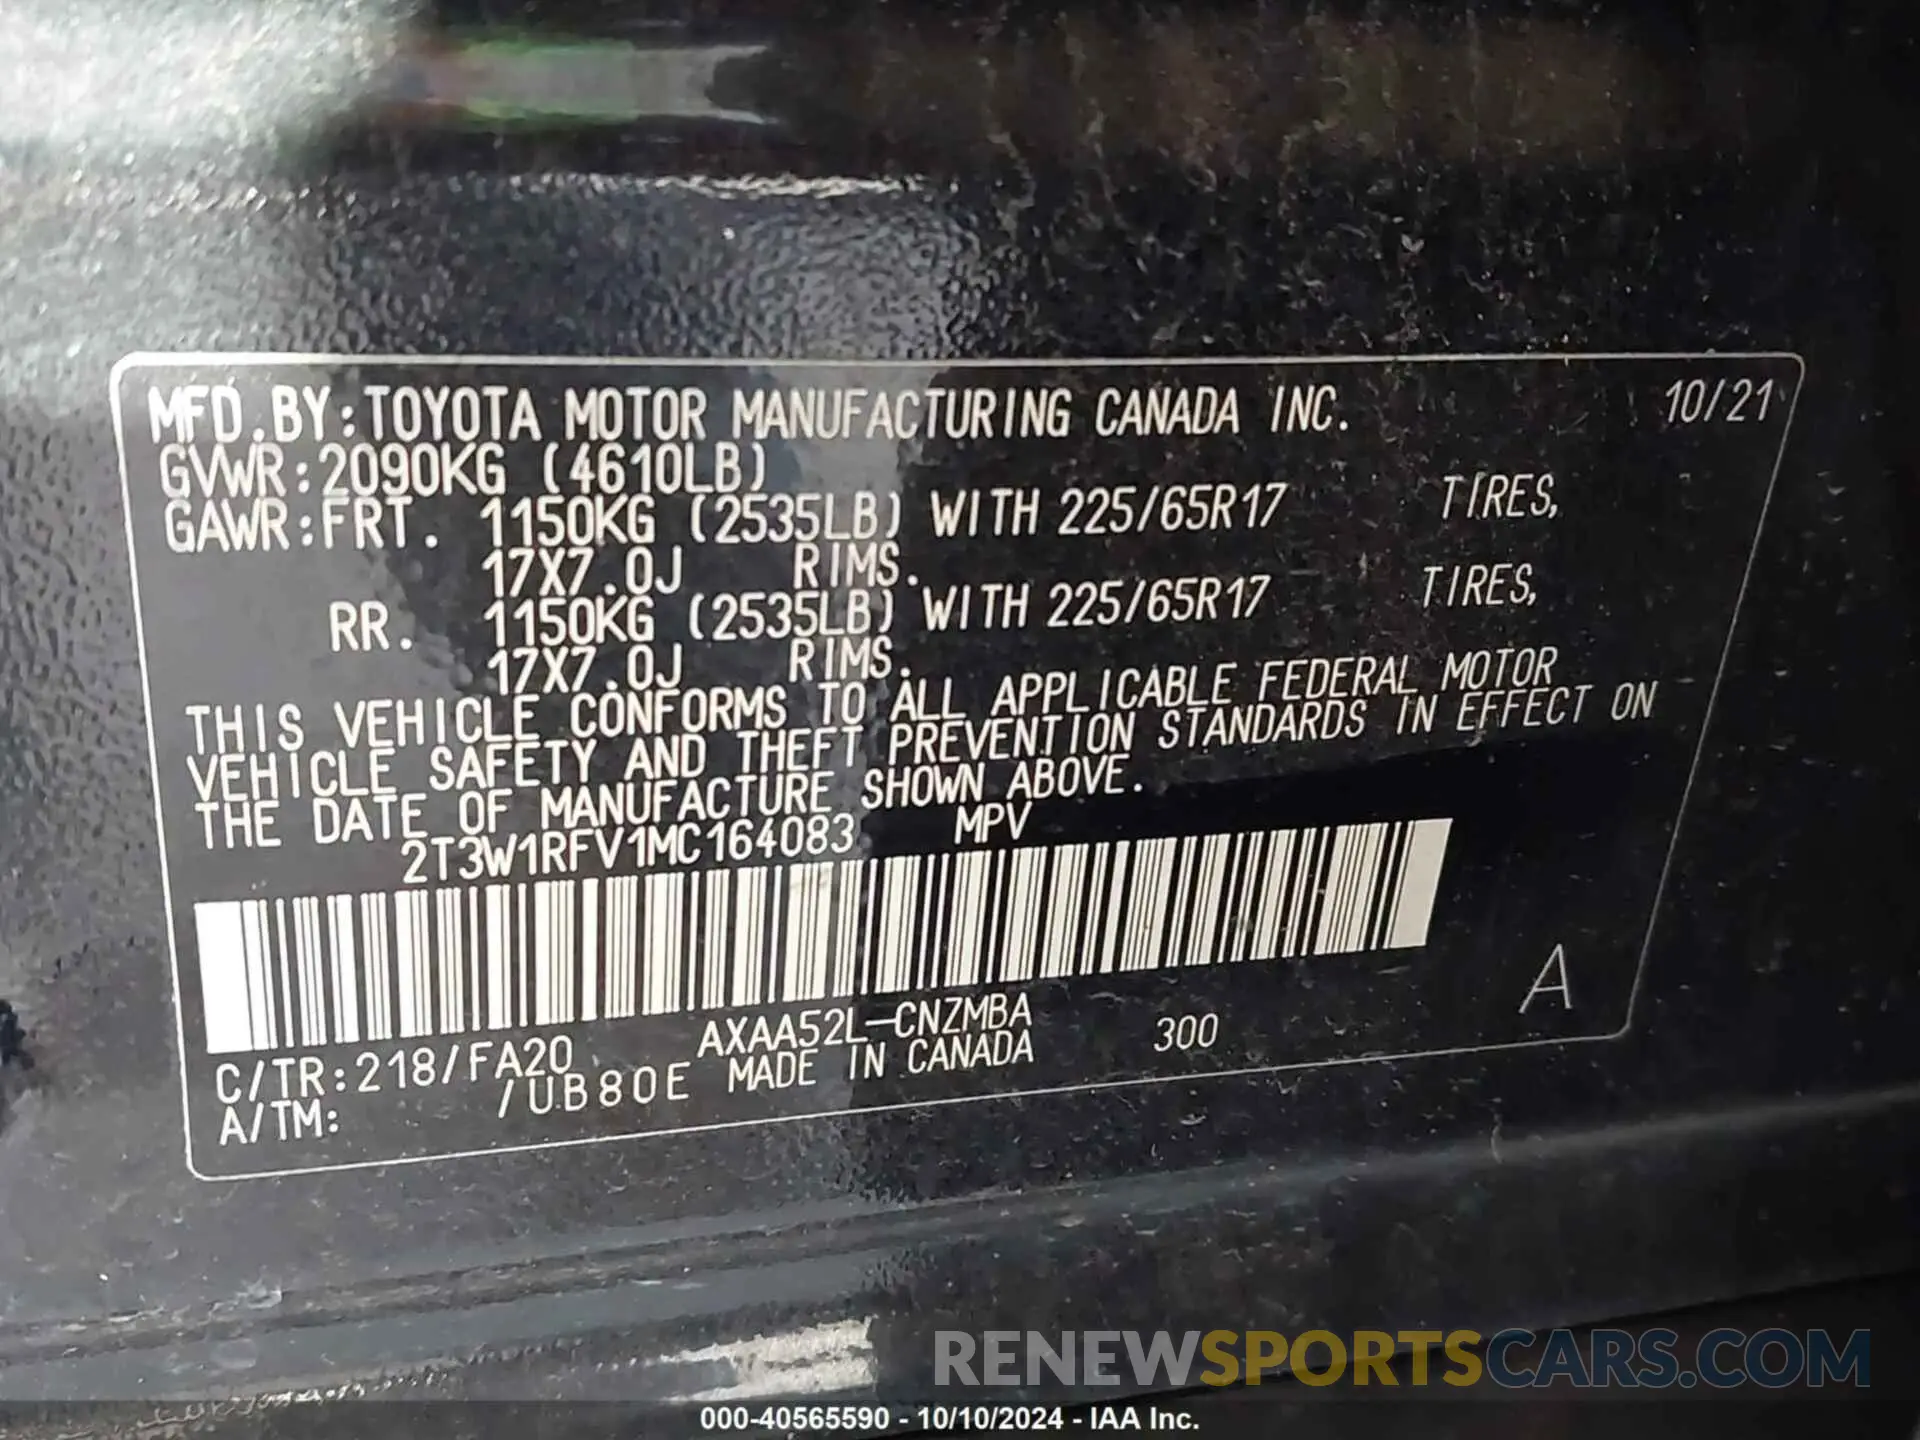 MFD.BY:TOYOTA MOTOR MANUFACTURING CANADA INC. 10/21
GVWR:2090KG (4610LB)
GAWR:FRT. 1150KG (2535LB) WITH 225/65R17 TIRES,
17X7.0J RIMS.
RR. 1150KG (2535LB) WITH 225/65R17 TIRES,
17X7.0J RIMS.
THIS VEHICLE CONFORMS TO ALL APPLICABLE FEDERAL MOTOR
VEHICLE SAFETY AND THEFT PREVENTION STANDARDS IN EFFECT ON
THE DATE OF MANUFACTURE SHOWN ABOVE.
2T3W1RFV1MC164083 MPV
A
C/TR:218/FA20 AXAA52L-CNZMBA 300
A/TM: /UB80E MADE IN CANADA
RENEWSPORTSCARS.COM
000-40565590 - 10/10/2024 - IAA Inc.